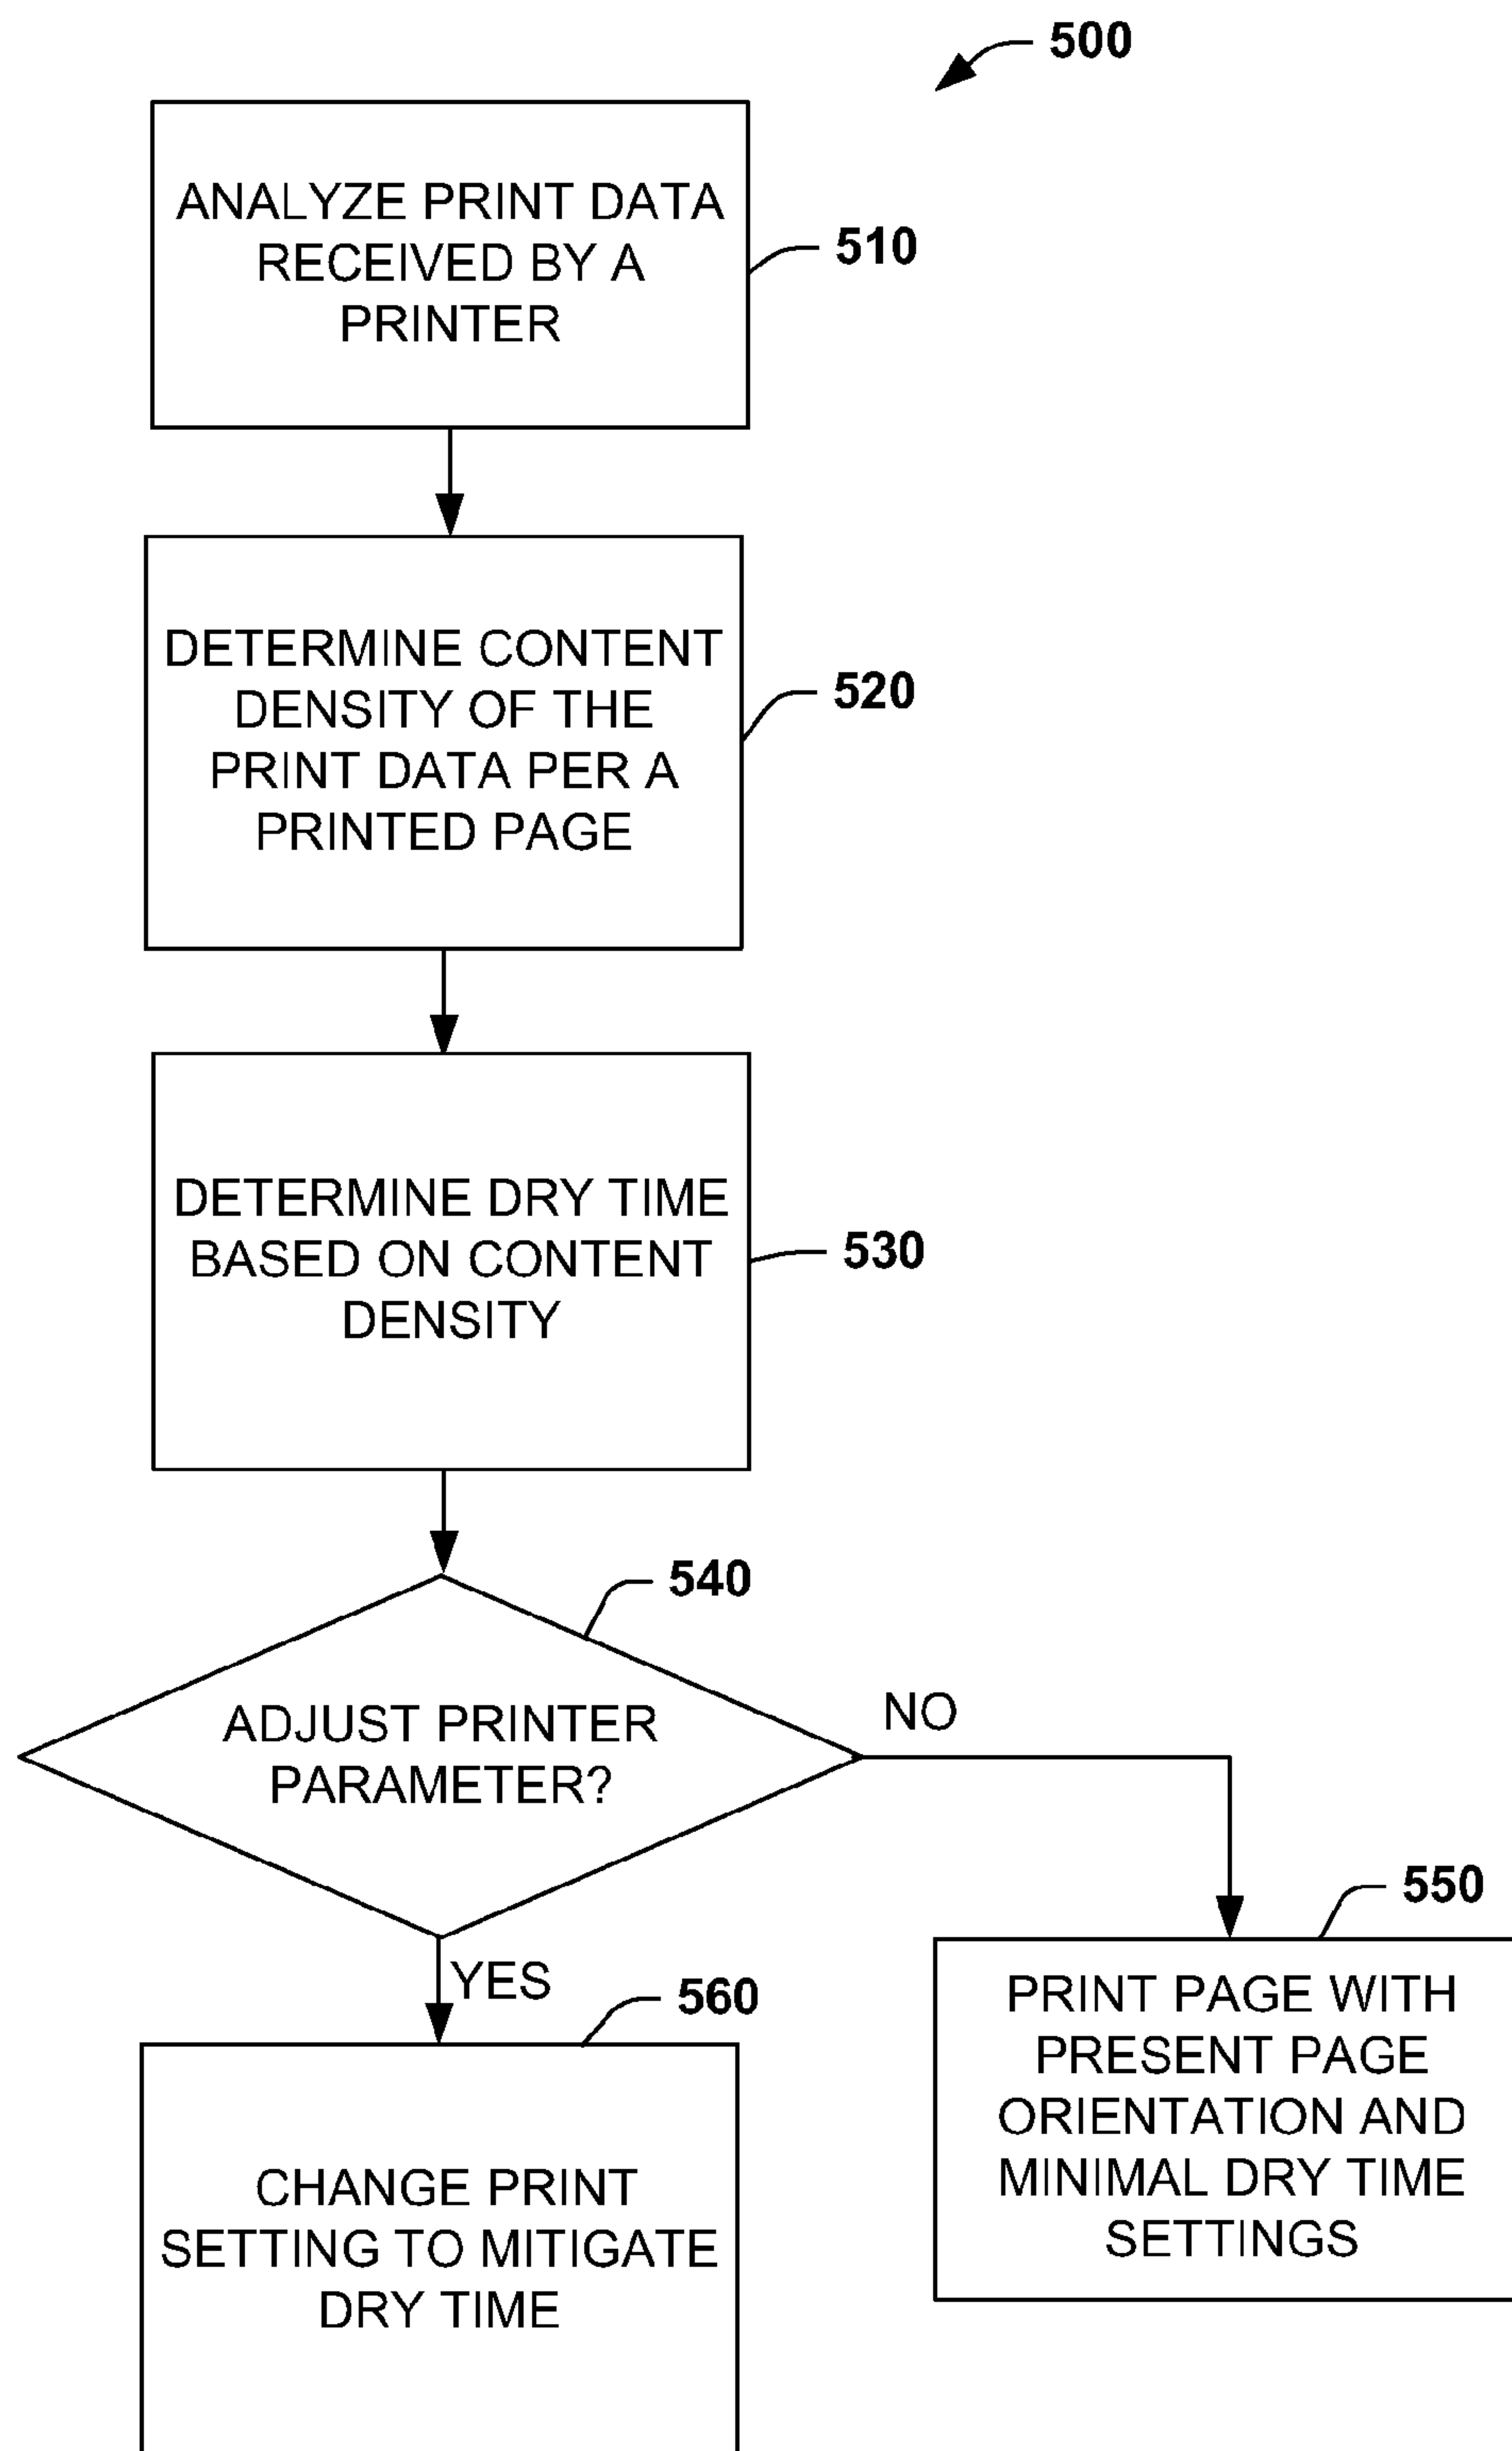 500
ANALYZE PRINT DATA
RECEIVED BY A
PRINTER
510
DETERMINE CONTENT
DENSITY OF THE
PRINT DATA PER A
PRINTED PAGE
520
DETERMINE DRY TIME
BASED ON CONTENT
DENSITY
530
540
ADJUST PRINTER
PARAMETER?
NO
550
PRINT PAGE WITH
PRESENT PAGE
ORIENTATION AND
MINIMAL DRY TIME
SETTINGS
YES
560
CHANGE PRINT
SETTING TO MITIGATE
DRY TIME